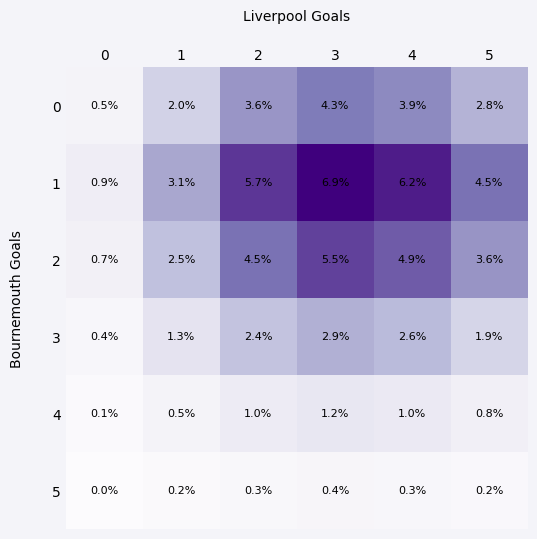 Liverpool Goals
0 1 2 3 4 5
0 0.5% 2.0% 3.6% 4.3% 3.9% 2.8%
1 0.9% 3.1% 5.7% 6.9% 6.2% 4.5%
2 0.7% 2.5% 4.5% 5.5% 4.9% 3.6%
3 0.4% 1.3% 2.4% 2.9% 2.6% 1.9%
4 0.1% 0.5% 1.0% 1.2% 1.0% 0.8%
5 0.0% 0.2% 0.3% 0.4% 0.3% 0.2%
Bournemouth Goals